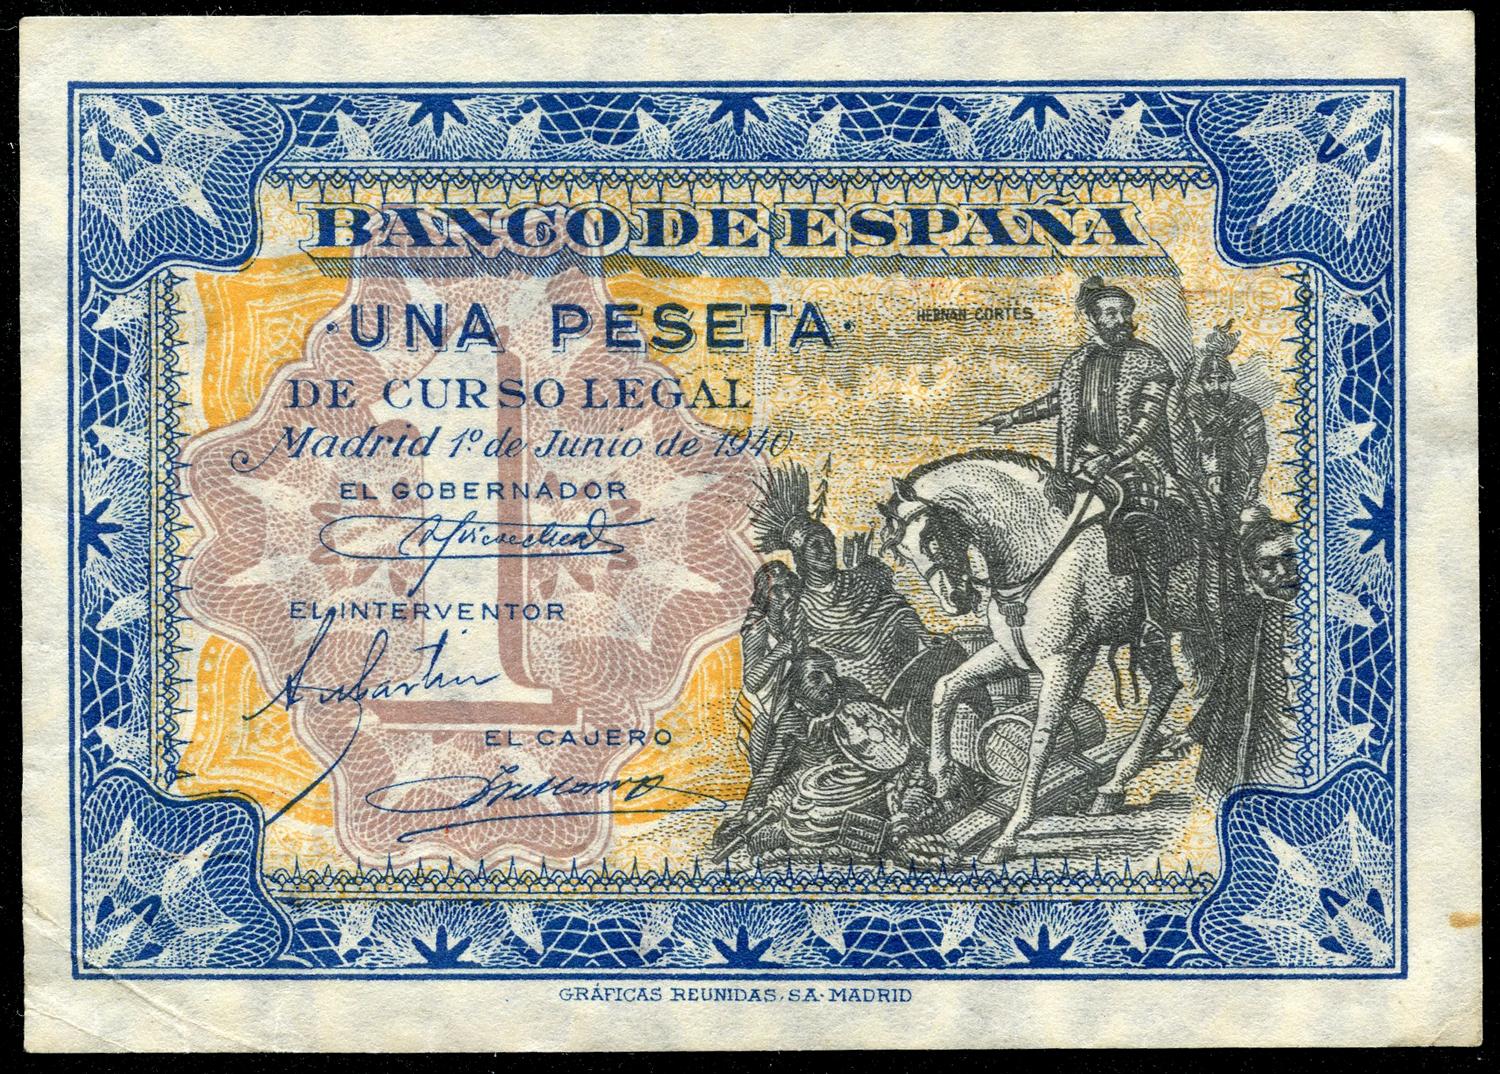 BANCO DE ESPAÑA
·UNA PESETA·
HERNAN CORTES
DE CURSO LEGAL
Madrid 1º de Junio de 1940
EL GOBERNADOR
EL INTERVENTOR
EL CAJERO
GRÁFICAS REUNIDAS, S.A. MADRID